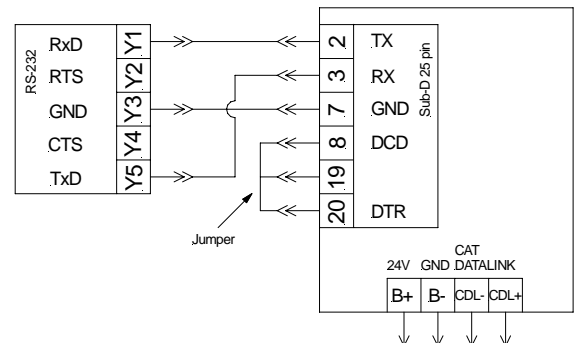 RS-232
RxD Y1
RTS Y2
GND Y3
CTS Y4
TxD Y5
Jumper
2 TX
3 RX
7 GND
8 DCD
19
20 DTR
Sub-D 25 pin
CAT
24V GND DATALINK
B+ B- CDL- CDL+